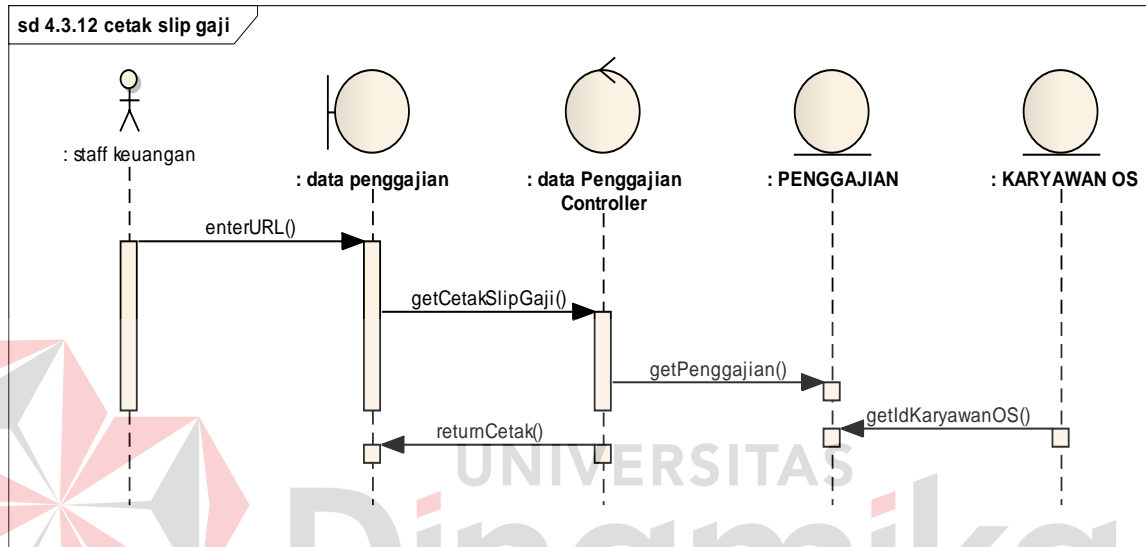 sd 4.3.12 cetak slip gaji
: staff keuangan
: data penggajian
: data Penggajian
Controller
: PENGGAJIAN
: KARYAWAN OS
enterURL()
getCetakSlipGaji()
getPenggajian()
getIdKaryawanOS()
returnCetak()
UNIVERSITAS
Dinamika